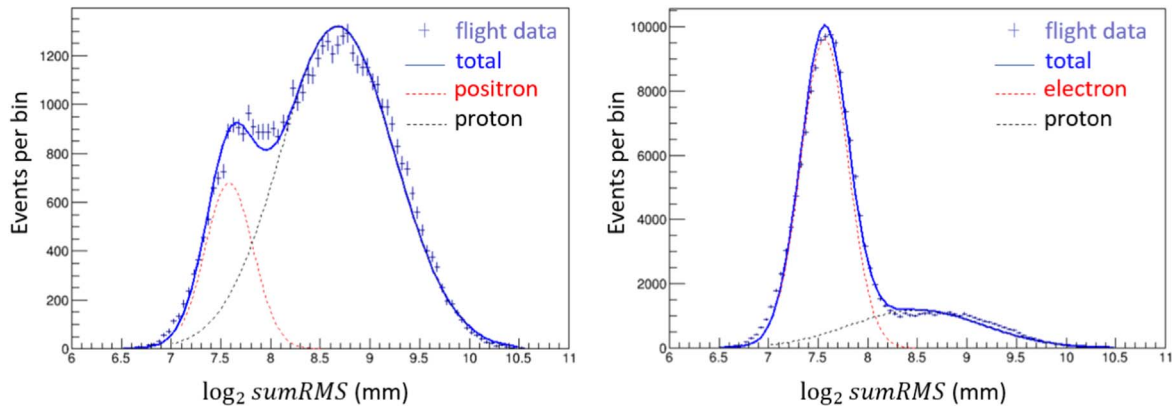 flight data
total
positron
proton
Events per bin
1200
1000
800
600
400
200
0
6 6.5 7 7.5 8 8.5 9 9.5 10 10.5 11
log₂ sumRMS (mm)
flight data
total
electron
proton
Events per bin
10000
8000
6000
4000
2000
0
6 6.5 7 7.5 8 8.5 9 9.5 10 10.5 11
log₂ sumRMS (mm)